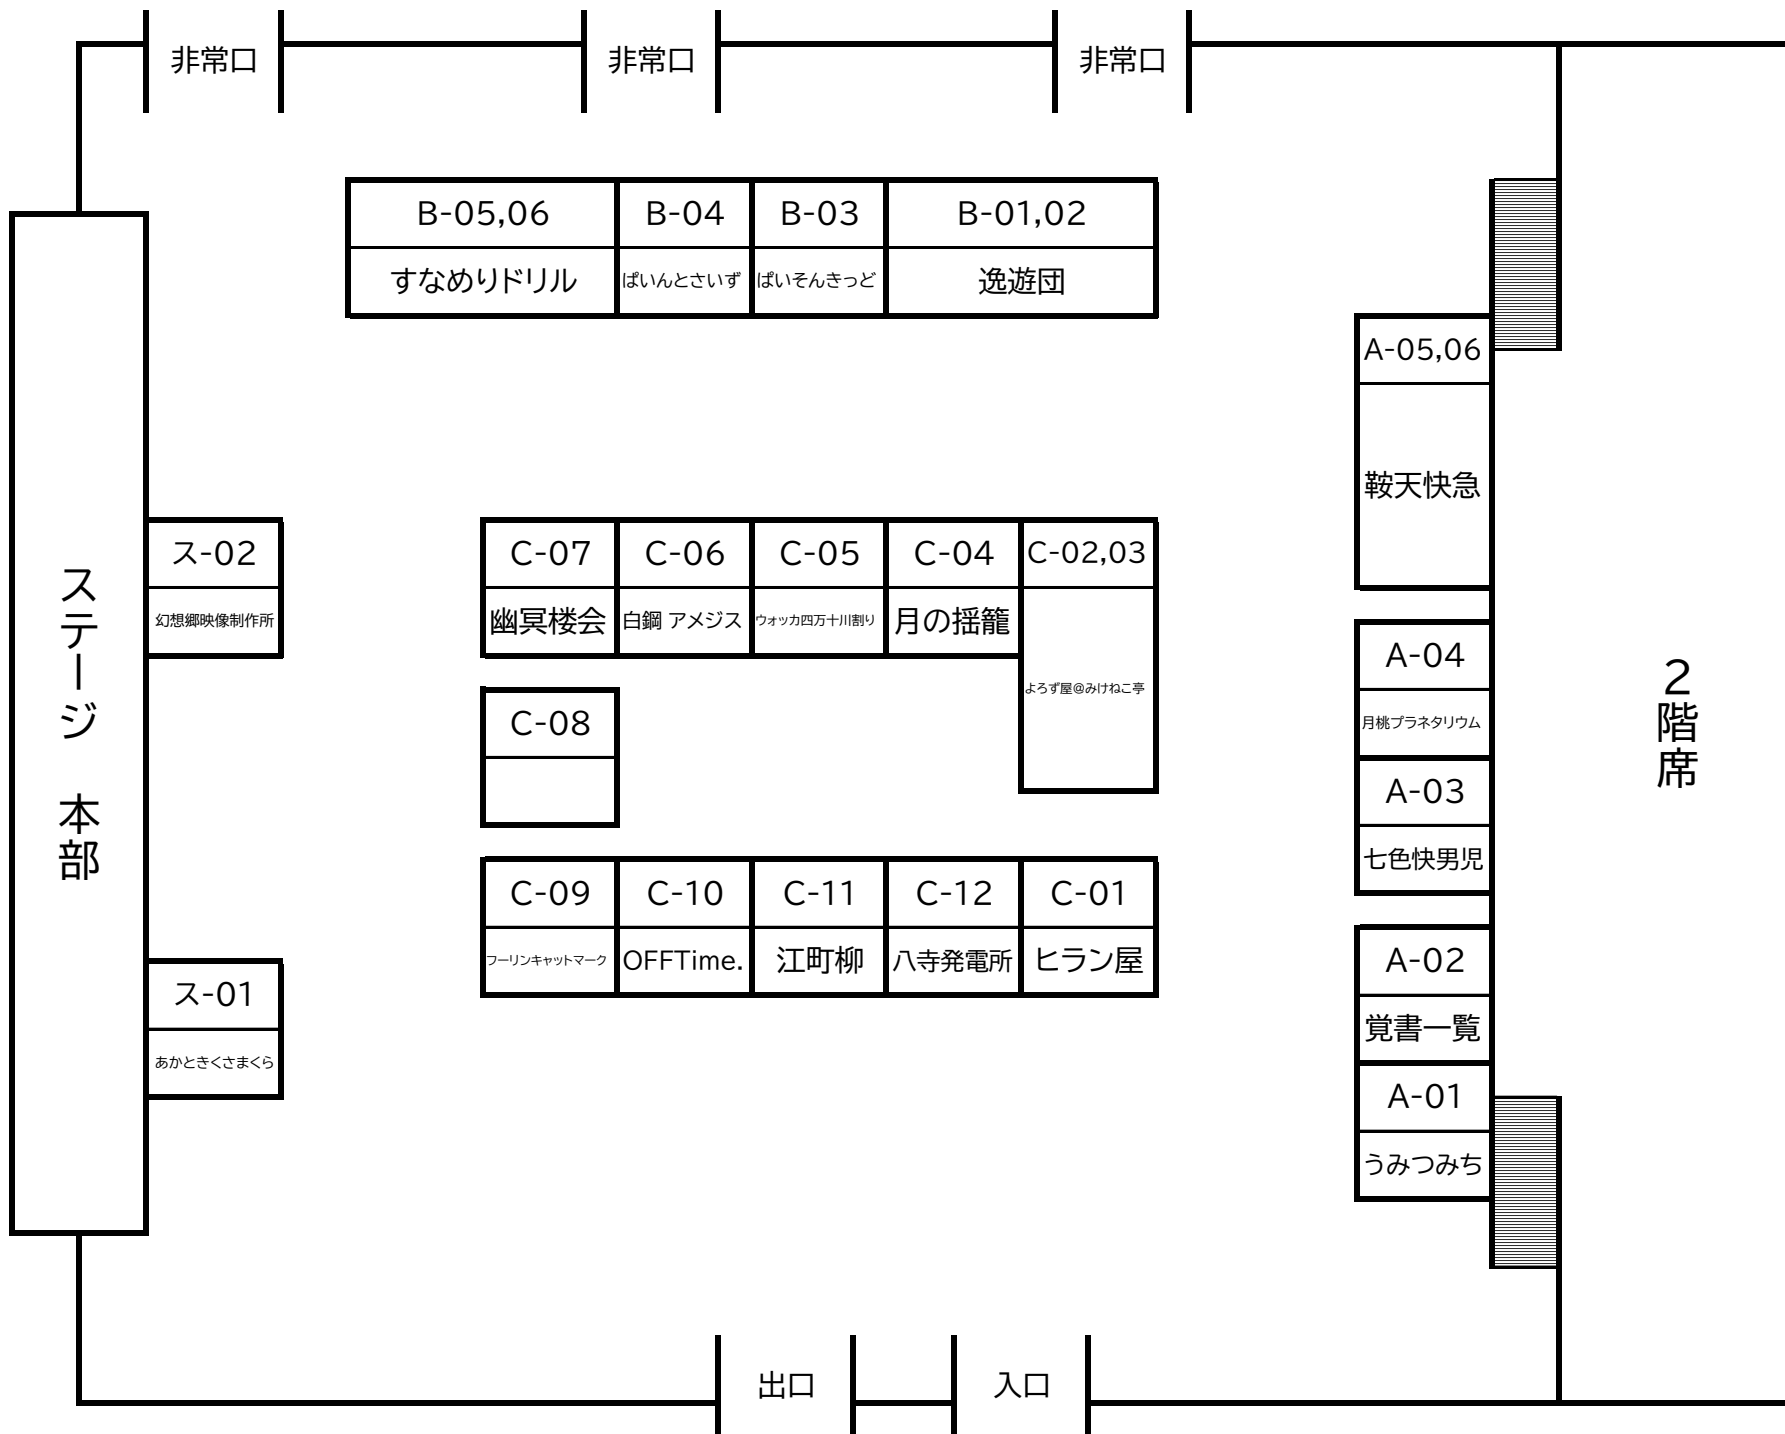 非常口
非常口
非常口
B-05,06
B-04
B-03
B-01,02
すなめりドリル
ぱいんとさいず
ぱいそんきっど
逸遊団
A-05,06
鞍天快急
ステージ 本部
ス-02
幻想郷映像制作所
C-07
C-06
C-05
C-04
C-02,03
幽冥楼会
白鋼 アメジス
ウォッカ四万十川割り
月の揺籠
よろず屋@みけねこ亭
C-08
A-04
月桃プラネタリウム
A-03
七色快男児
2階席
C-09
C-10
C-11
C-12
C-01
フーリンキャットマーク
OFFTime.
江町柳
八寺発電所
ヒラン屋
A-02
覚書一覧
ス-01
あかときくさまくら
A-01
うみつみち
出口
入口